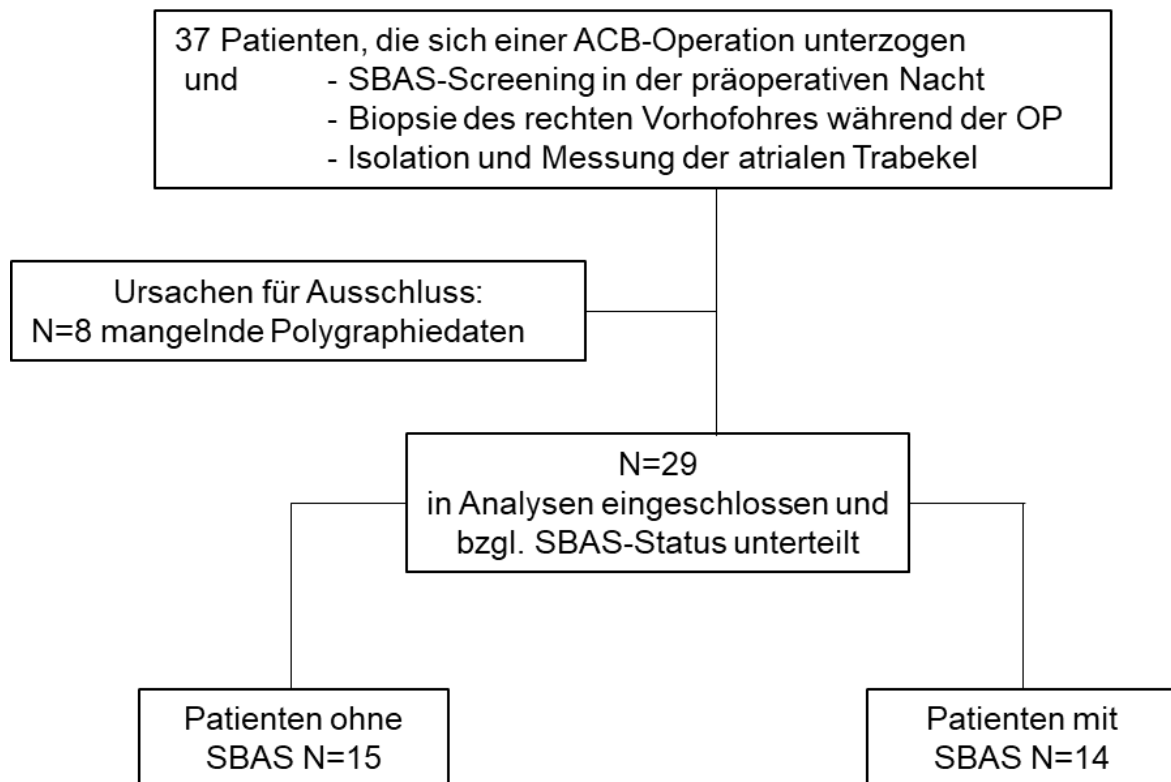 37 Patienten, die sich einer ACB-Operation unterzogen
und - SBAS-Screening in der präoperativen Nacht
- Biopsie des rechten Vorhofohres während der OP
- Isolation und Messung der atrialen Trabekel
Ursachen für Ausschluss:
N=8 mangelnde Polygraphiedaten
N=29
in Analysen eingeschlossen und
bzgl. SBAS-Status unterteilt
Patienten ohne
SBAS N=15
Patienten mit
SBAS N=14